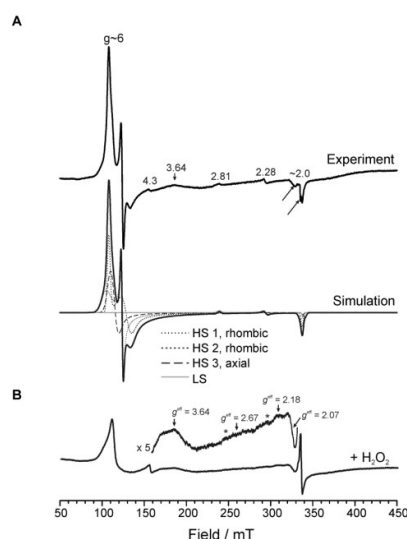 A
g~6
4.3
3.64
2.81
2.28
~2.0
Experiment
Simulation
HS 1, rhombic
HS 2, rhombic
HS 3, axial
LS
B
g^eff = 3.64
g^eff = 2.67
g^eff = 2.18
g^eff = 2.07
*
*
x 5
+ H₂O₂
50 100 150 200 250 300 350 400 450
Field / mT